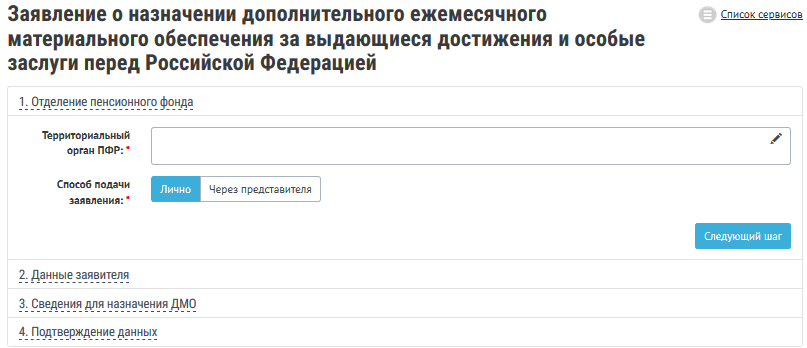 Заявление о назначении дополнительного ежемесячного
материального обеспечения за выдающиеся достижения и особые
заслуги перед Российской Федерацией
Список сервисов
1. Отделение пенсионного фонда
Территориальный
орган ПФР: *
Способ подачи
заявления: *
Лично
Через представителя
Следующий шаг
2. Данные заявителя
3. Сведения для назначения ДМО
4. Подтверждение данных